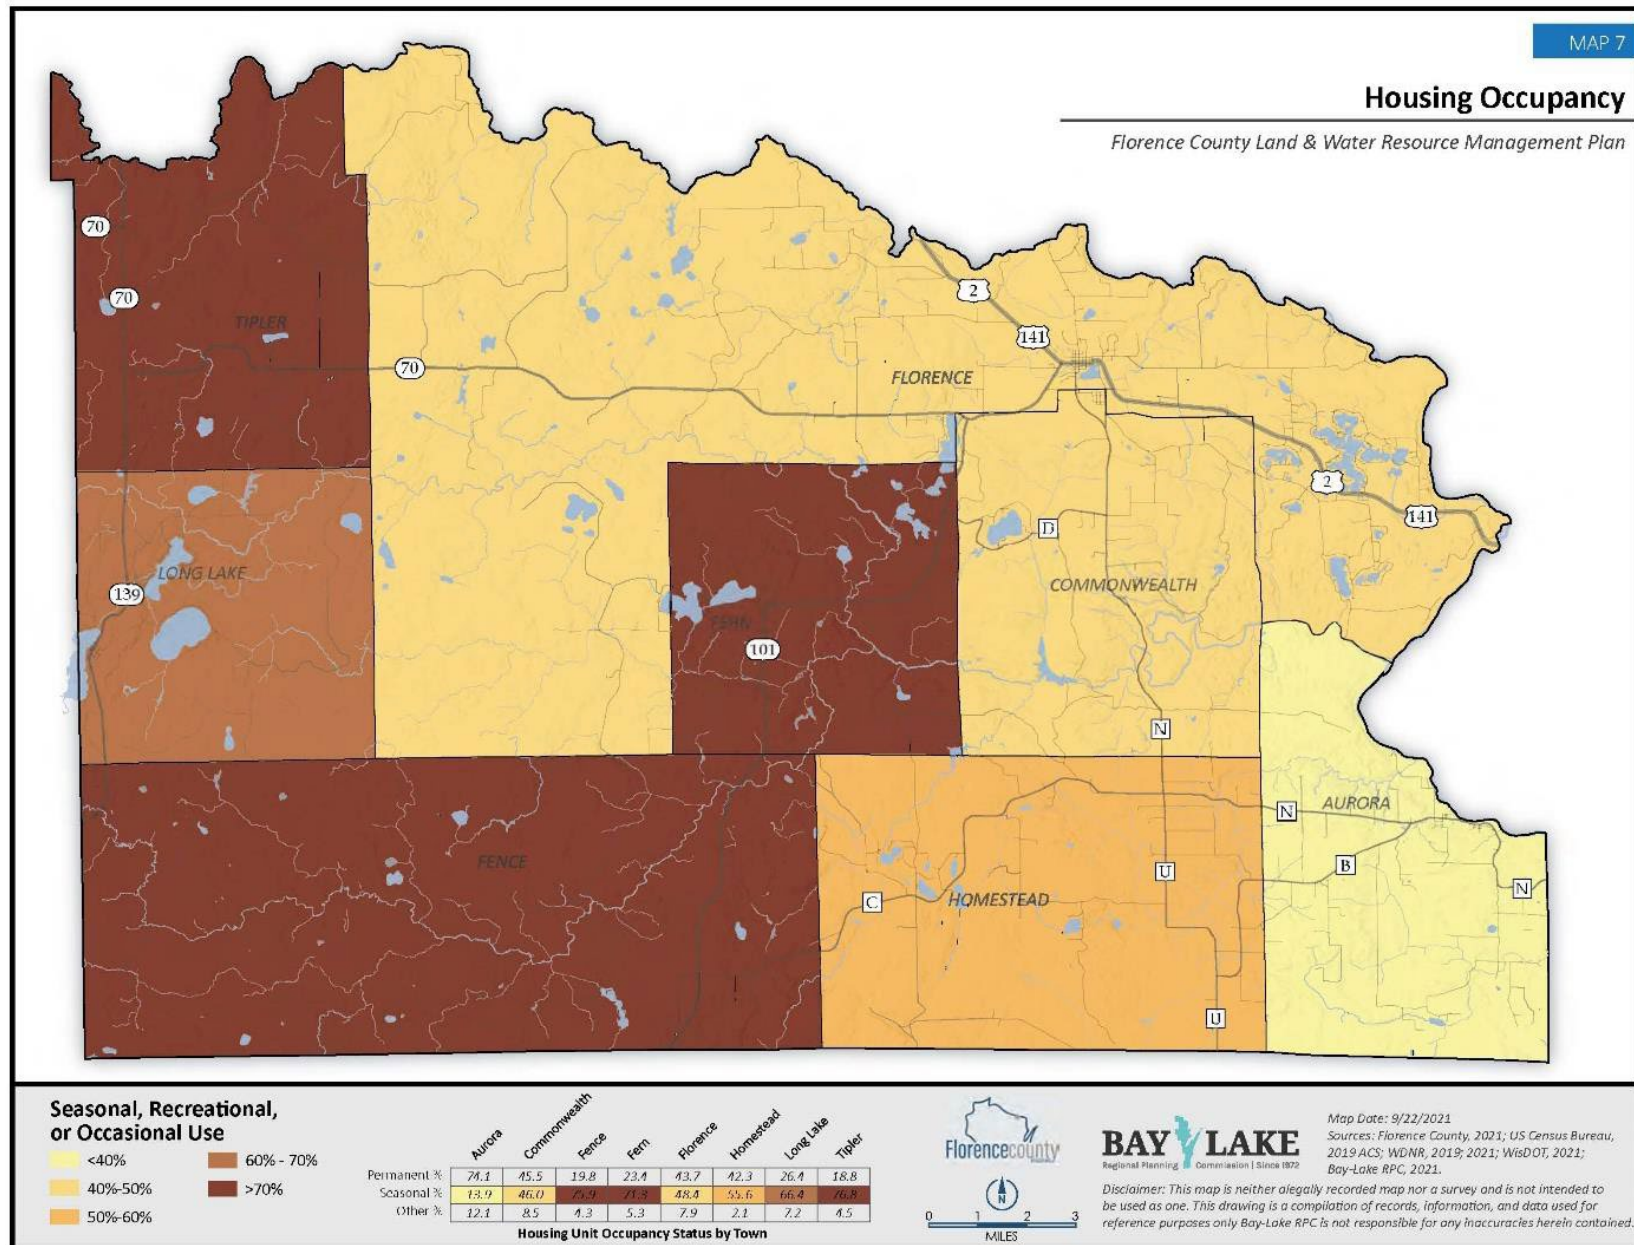 MAP 7
Housing Occupancy
Florence County Land & Water Resource Management Plan
70
70
TIPLER
70
2
141
FLORENCE
2
141
D
COMMONWEALTH
LONG LAKE
139
FERN
101
N
AURORA
N
B
N
FENCE
U
C
HOMESTEAD
U
Seasonal, Recreational,
or Occasional Use
<40%
40%-50%
50%-60%
60% - 70%
>70%
Aurora Commonwealth Fence Fern Florence Homestead Long Lake Tipler
Permanent % 74.1 45.5 19.8 23.4 43.7 42.3 26.4 18.8
Seasonal % 13.9 46.0 75.9 71.3 48.4 55.6 66.4 76.8
Other % 12.1 8.5 4.3 5.3 7.9 2.1 7.2 4.5
Housing Unit Occupancy Status by Town
Florencecounty
N
0 1 2 3
MILES
BAY LAKE
Regional Planning Commission | Since 1972
Map Date: 9/22/2021
Sources: Florence County, 2021; US Census Bureau,
2019 ACS; WDNR, 2019; 2021; WisDOT, 2021;
Bay-Lake RPC, 2021.
Disclaimer: This map is neither alegally recorded map nor a survey and is not intended to
be used as one. This drawing is a compilation of records, information, and data used for
reference purposes only Bay-Lake RPC is not responsible for any inaccuracies herein contained.